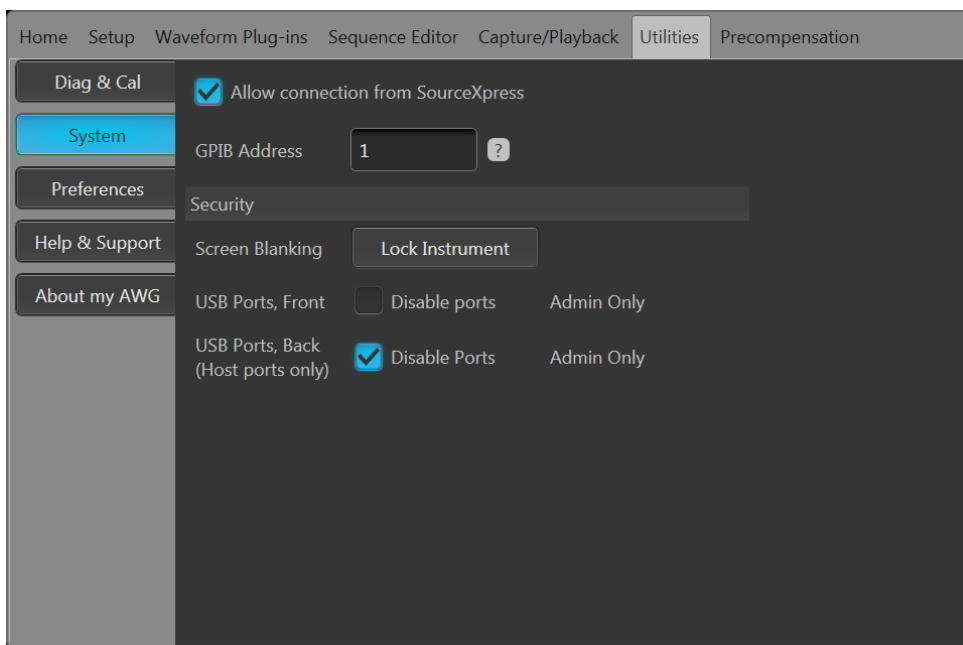 Home Setup Waveform Plug-ins Sequence Editor Capture/Playback Utilities Precompensation
Diag & Cal
System
Preferences
Help & Support
About my AWG
Allow connection from SourceXpress
GPIB Address 1 ?
Security
Screen Blanking Lock Instrument
USB Ports, Front Disable ports Admin Only
USB Ports, Back
(Host ports only) Disable Ports Admin Only